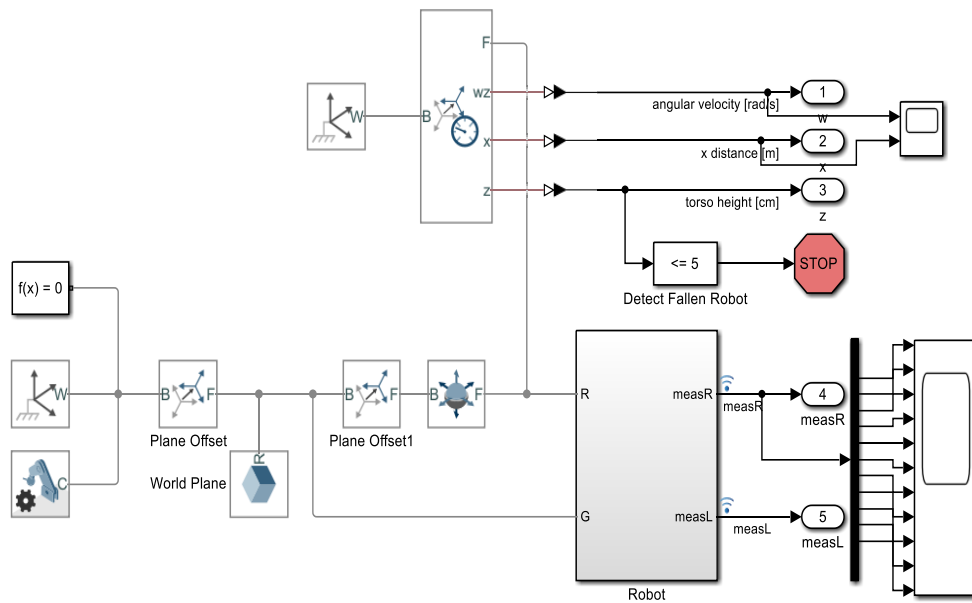 F
wz
angular velocity [rad/s]
1
w
W
B
x
x distance [m]
2
x
z
torso height [cm]
3
z
<= 5
STOP
Detect Fallen Robot
f(x) = 0
W
B
F
Plane Offset
B
F
Plane Offset1
B
F
R
measR
measR
4
measR
C
World Plane
R
G
measL
measL
5
measL
Robot